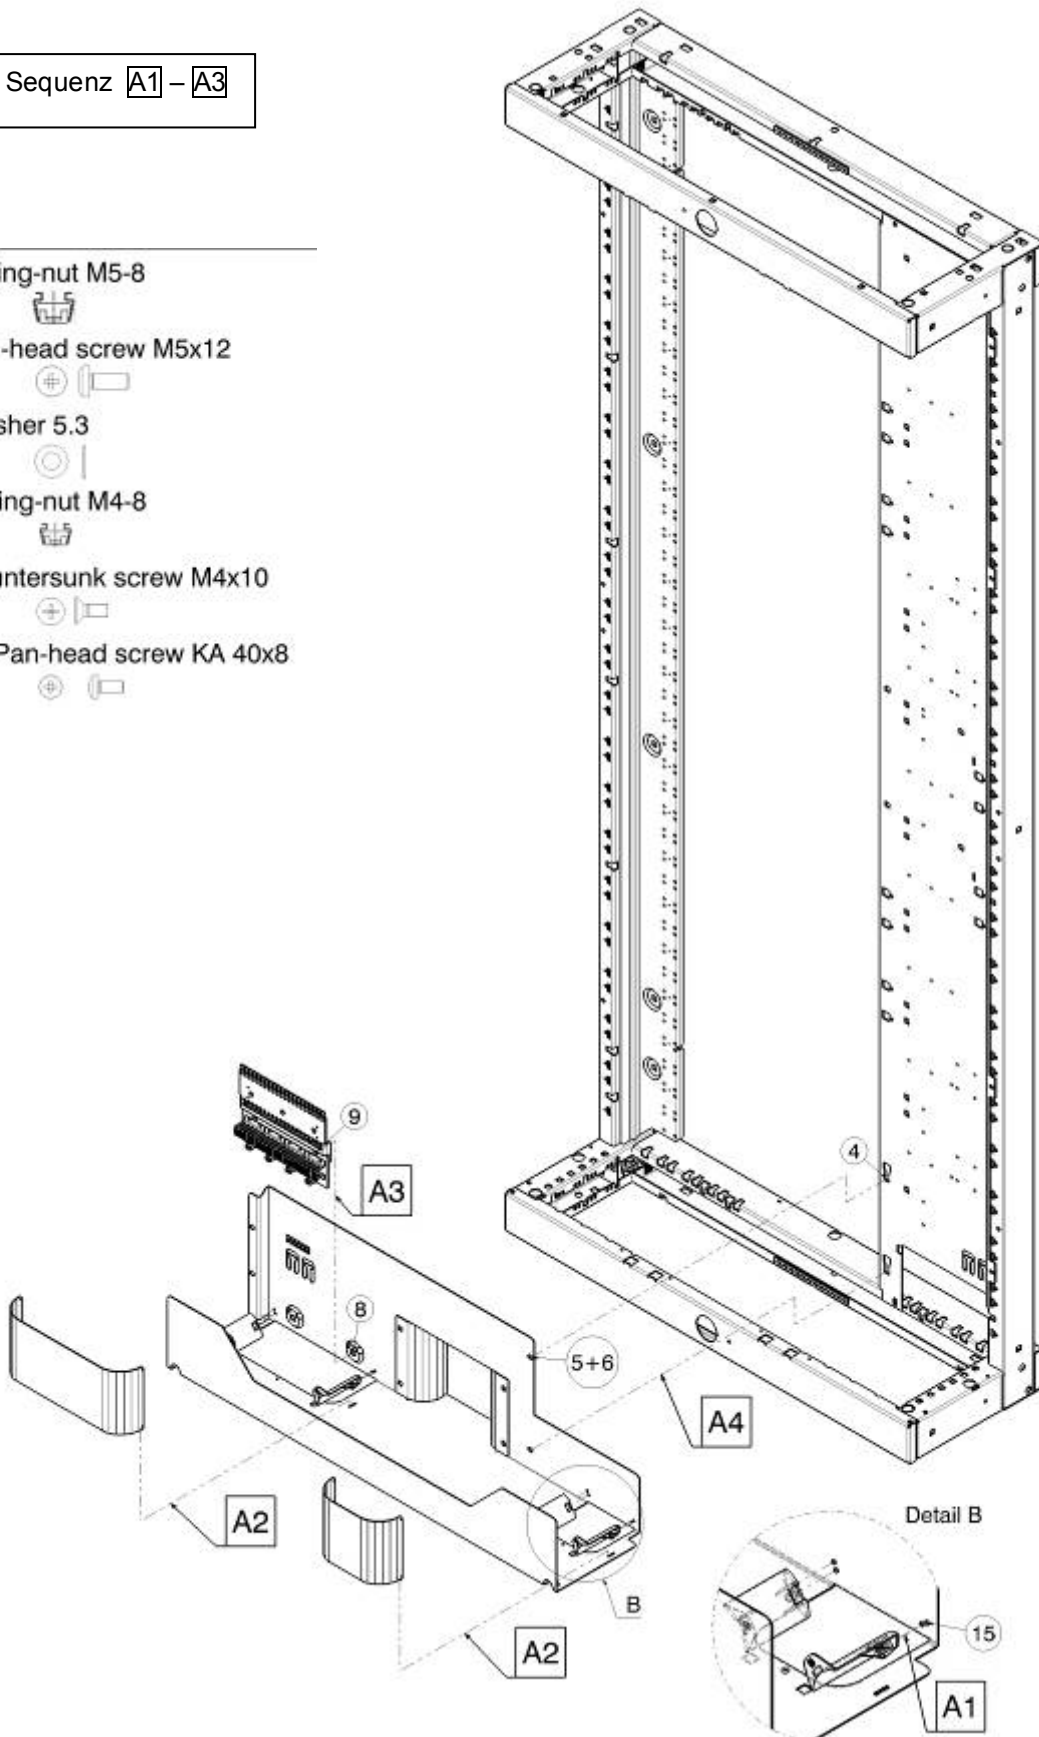 Sequenz A1 – A3
ing-nut M5-8
-head screw M5x12
sher 5.3
ing-nut M4-8
untersunk screw M4x10
Pan-head screw KA 40x8
9
A3
4
8
5+6
A4
A2
Detail B
B
15
A2
A1